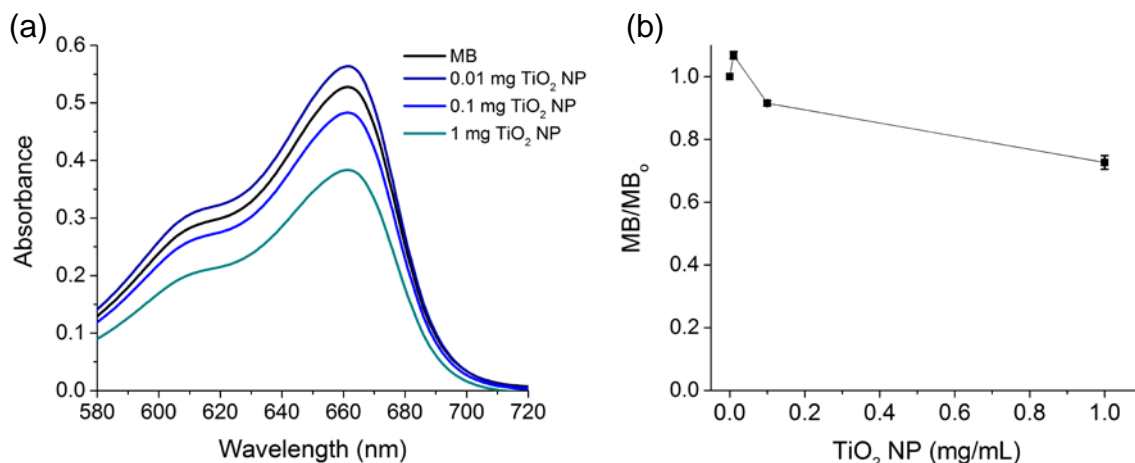 (a)
0.6
0.5
0.4
0.3
0.2
0.1
0.0
Absorbance
580 600 620 640 660 680 700 720
Wavelength (nm)
MB
0.01 mg TiO₂ NP
0.1 mg TiO₂ NP
1 mg TiO₂ NP
(b)
1.0
0.8
0.6
0.4
0.2
0.0
MB/MBₒ
0.0 0.2 0.4 0.6 0.8 1.0
TiO₂ NP (mg/mL)